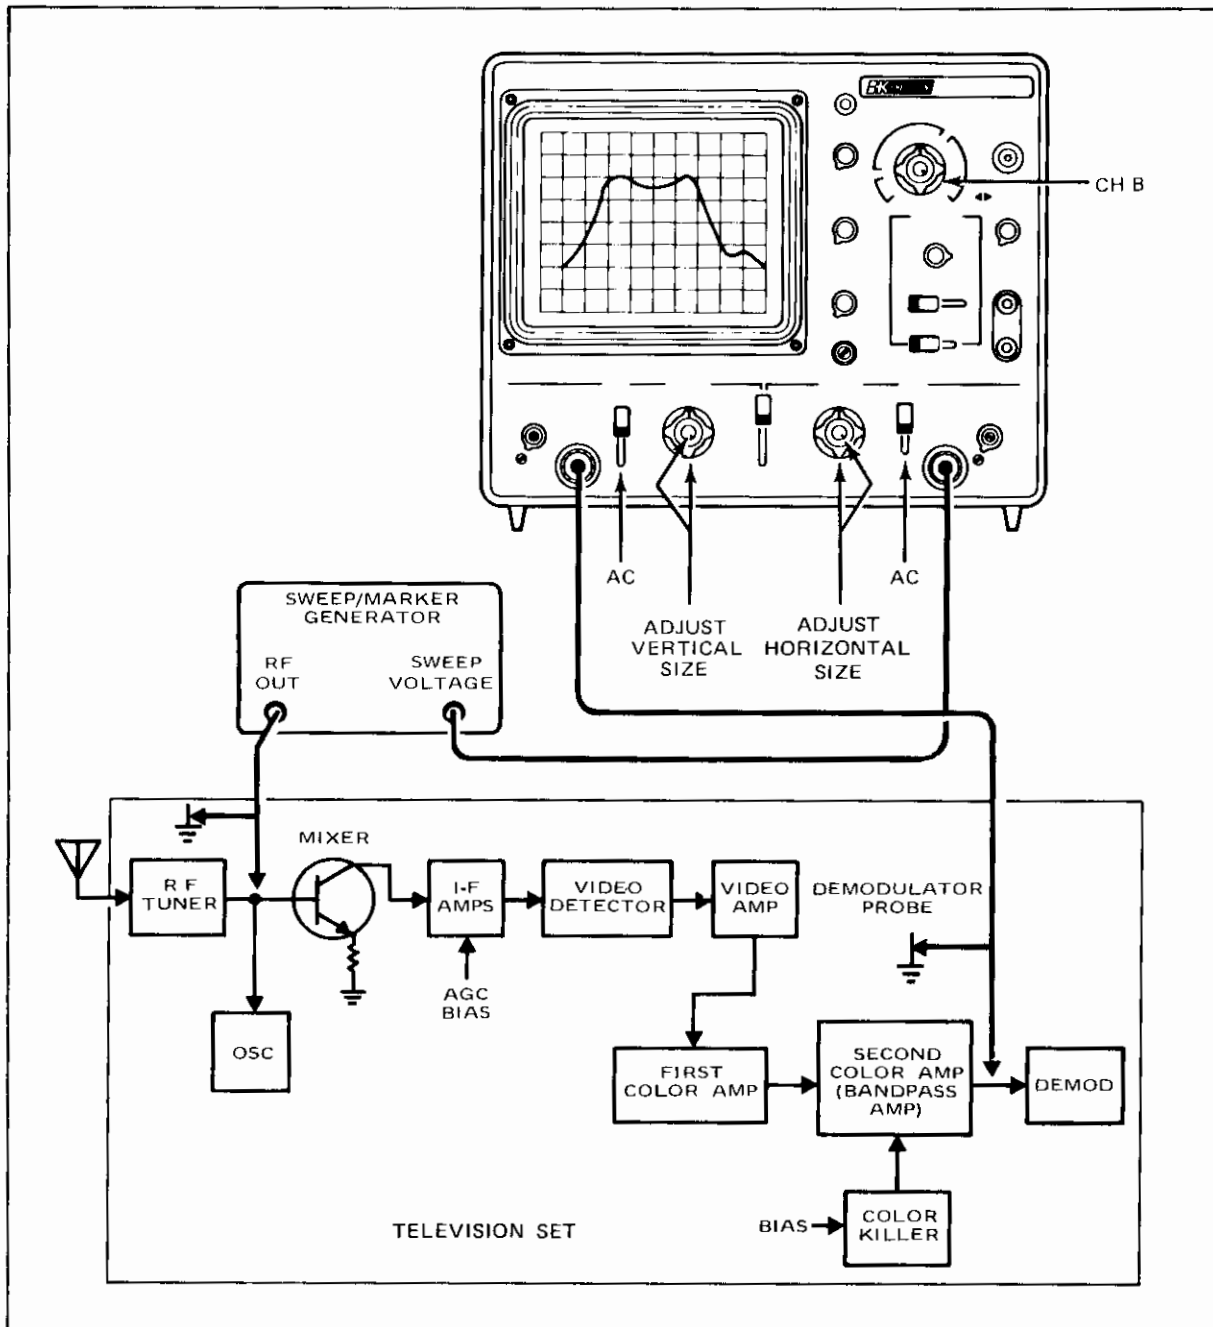 BK
CH B
AC
AC
ADJUST
VERTICAL
SIZE
ADJUST
HORIZONTAL
SIZE
SWEEP/MARKER
GENERATOR
RF
OUT
SWEEP
VOLTAGE
MIXER
R F
TUNER
OSC
I-F
AMPS
AGC
BIAS
VIDEO
DETECTOR
VIDEO
AMP
DEMODULATOR
PROBE
FIRST
COLOR AMP
SECOND
COLOR AMP
(BANDPASS
AMP)
DEMOD
BIAS
COLOR
KILLER
TELEVISION SET